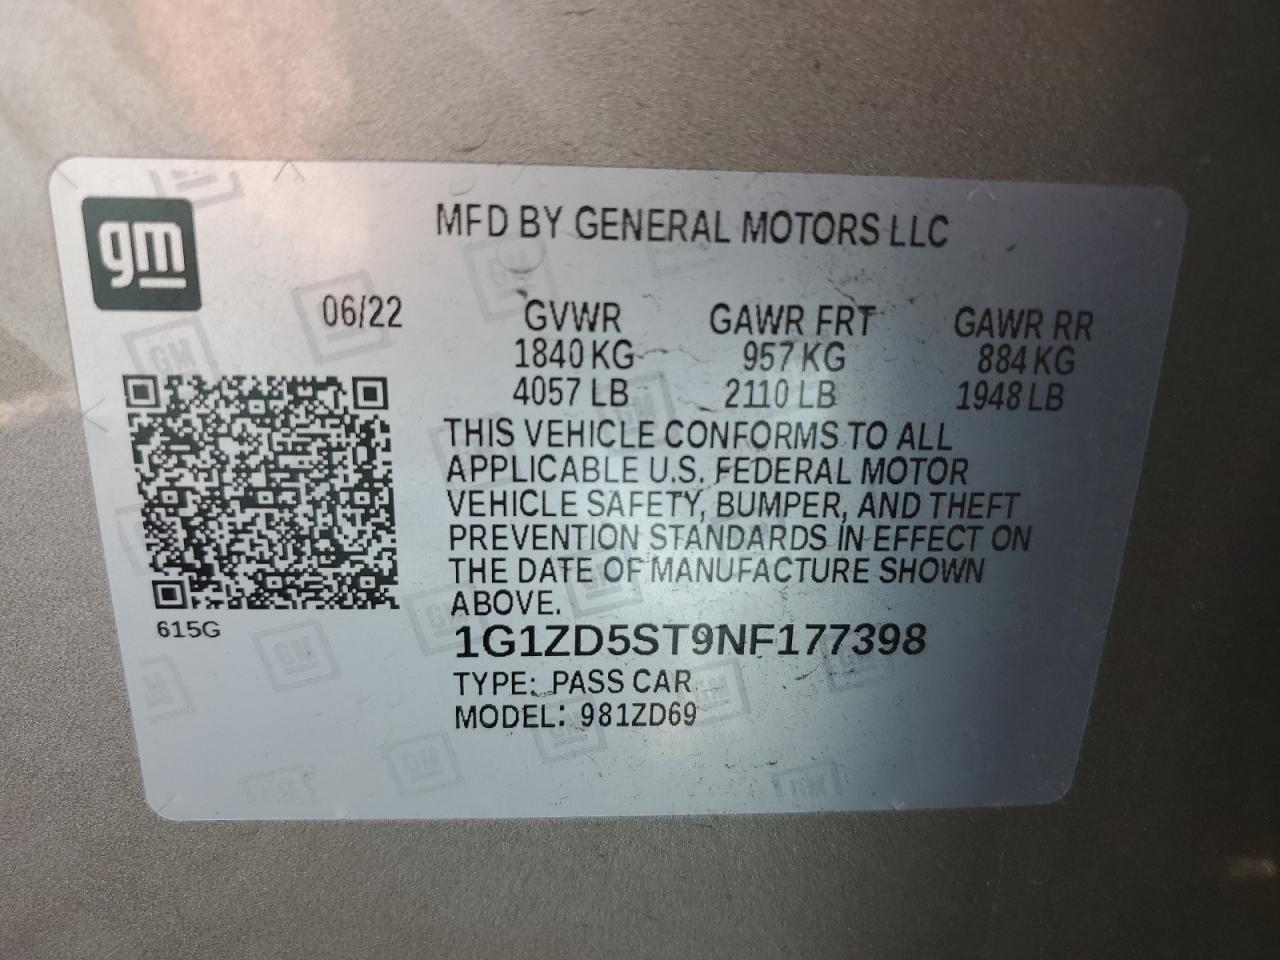 gm
MFD BY GENERAL MOTORS LLC
06/22 GVWR GAWR FRT GAWR RR
1840 KG 957 KG 884 KG
4057 LB 2110 LB 1948 LB
THIS VEHICLE CONFORMS TO ALL
APPLICABLE U.S. FEDERAL MOTOR
VEHICLE SAFETY, BUMPER, AND THEFT
PREVENTION STANDARDS IN EFFECT ON
THE DATE OF MANUFACTURE SHOWN
ABOVE.
615G
1G1ZD5ST9NF177398
TYPE: PASS CAR
MODEL: 981ZD69